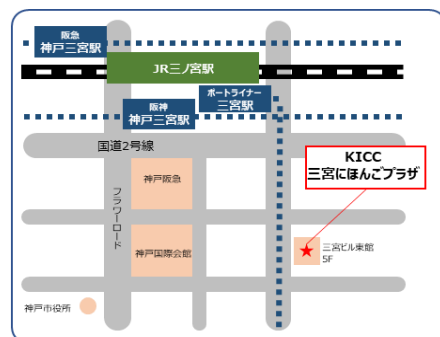 阪急
神戸三宮駅
JR三ノ宮駅
ポートライナー
三宮駅
阪神
神戸三宮駅
国道2号線
KICC
三宮にほんごプラザ
神戸阪急
フラワーロード
神戸国際会館
三宮ビル東館
5F
神戸市役所